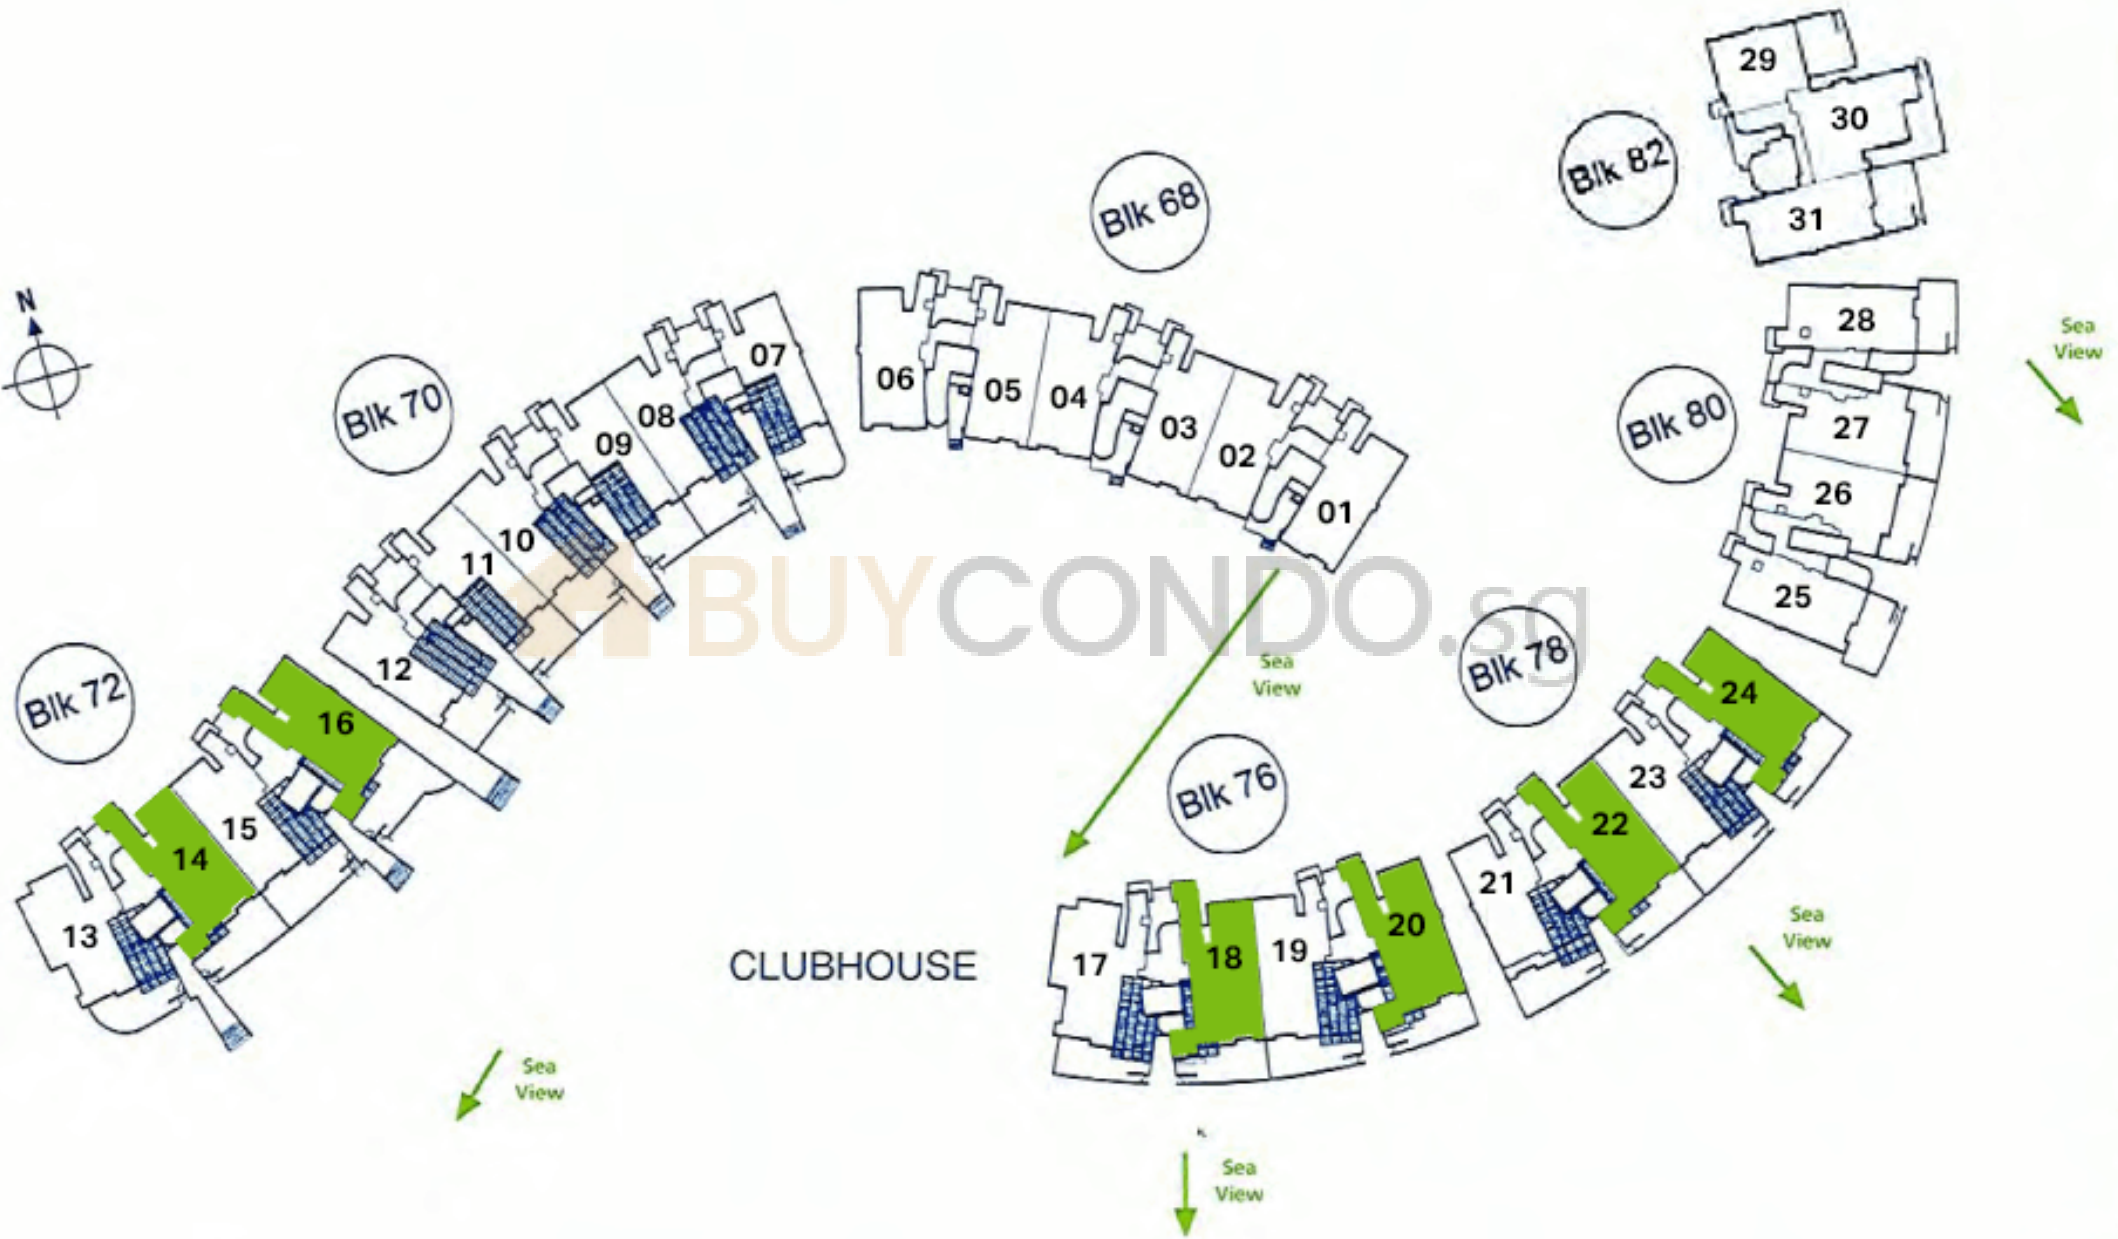 29
30
31
Blk 82
Blk 68
N
28
Sea
View
27
26
25
Blk 80
06
05
04
03
02
01
Blk 70
07
08
09
10
11
12
BUYCONDO.sg
Sea
View
Blk 78
24
23
22
21
Blk 72
16
15
14
13
Blk 76
17
18
19
20
CLUBHOUSE
Sea
View
Sea
View
Sea
View